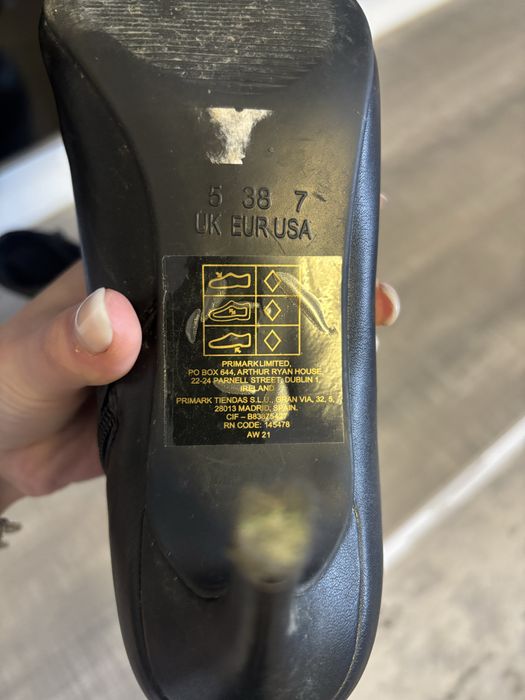 5 38 7
UK EUR USA
PRIMARK LIMITED,
PO BOX 644, ARTHUR RYAN HOUSE,
22-24 PARNELL STREET, DUBLIN 1,
IRELAND
PRIMARK TIENDAS S.L.U., GRAN VIA, 32, 5,
28013 MADRID, SPAIN.
CIF –
RN CODE: 145478
AW 21